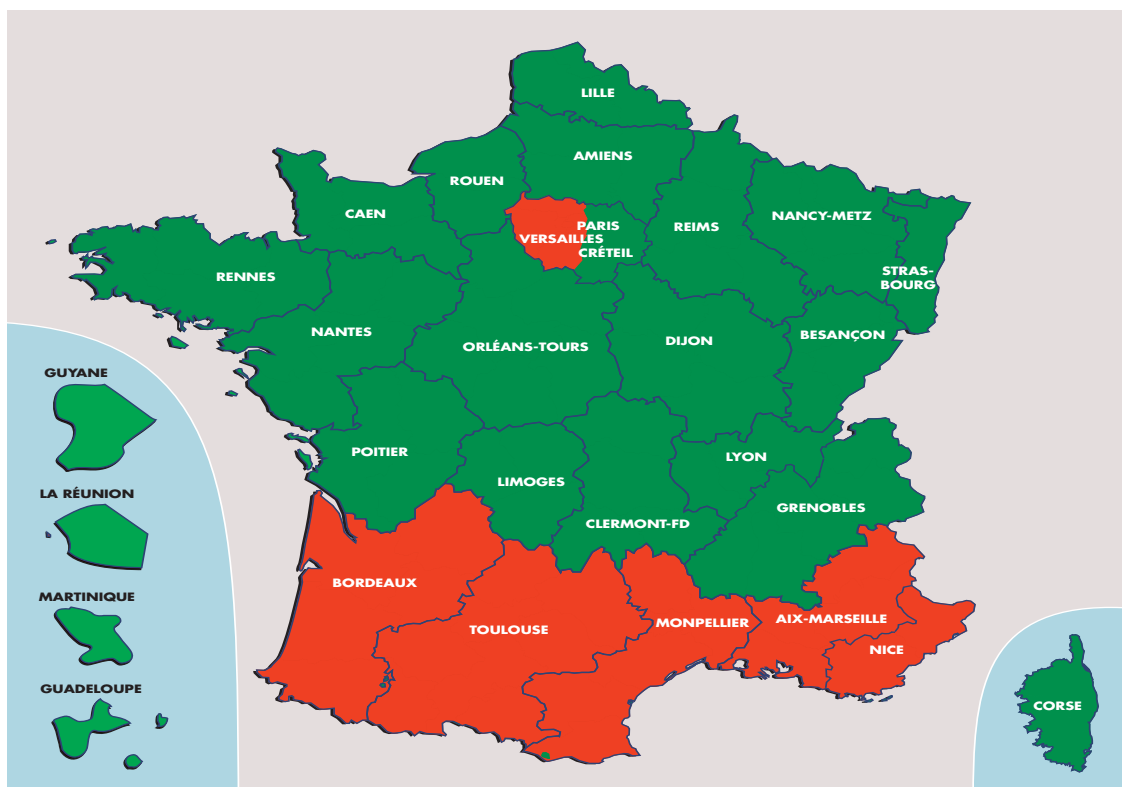 LILLE
AMIENS
ROUEN
CAEN
PARIS
VERSAILLES
CRÉTEIL
REIMS
NANCY-METZ
STRAS-
BOURG
RENNES
NANTES
ORLÉANS-TOURS
DIJON
BESANÇON
POITIER
LIMOGES
LYON
CLERMONT-FD
GRENOBLES
BORDEAUX
TOULOUSE
MONPELLIER
AIX-MARSEILLE
NICE
GUYANE
LA RÉUNION
MARTINIQUE
GUADELOUPE
CORSE